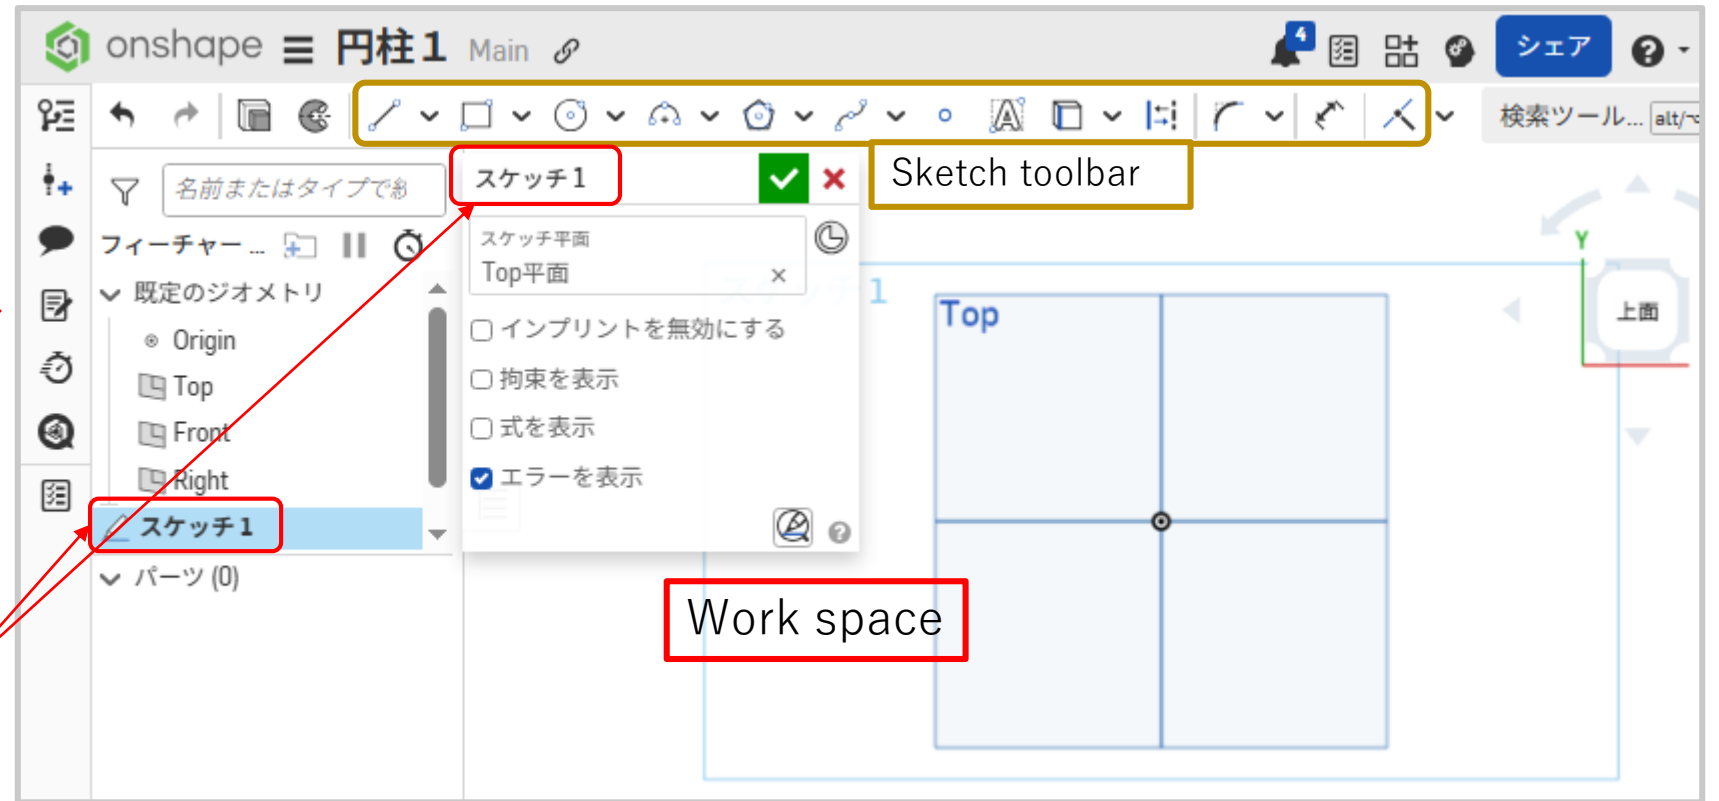 onshape 円柱 1 Main
4
シェア
検索ツール... alt/
Sketch toolbar
名前またはタイプで
スケッチ 1
フィーチャー ...
スケッチ平面
Top平面
既定のジオメトリ
Origin
Top
Front
Right
スケッチ 1
パーツ (0)
インプリントを無効にする
拘束を表示
式を表示
エラーを表示
1
Top
Y
上面
Work space